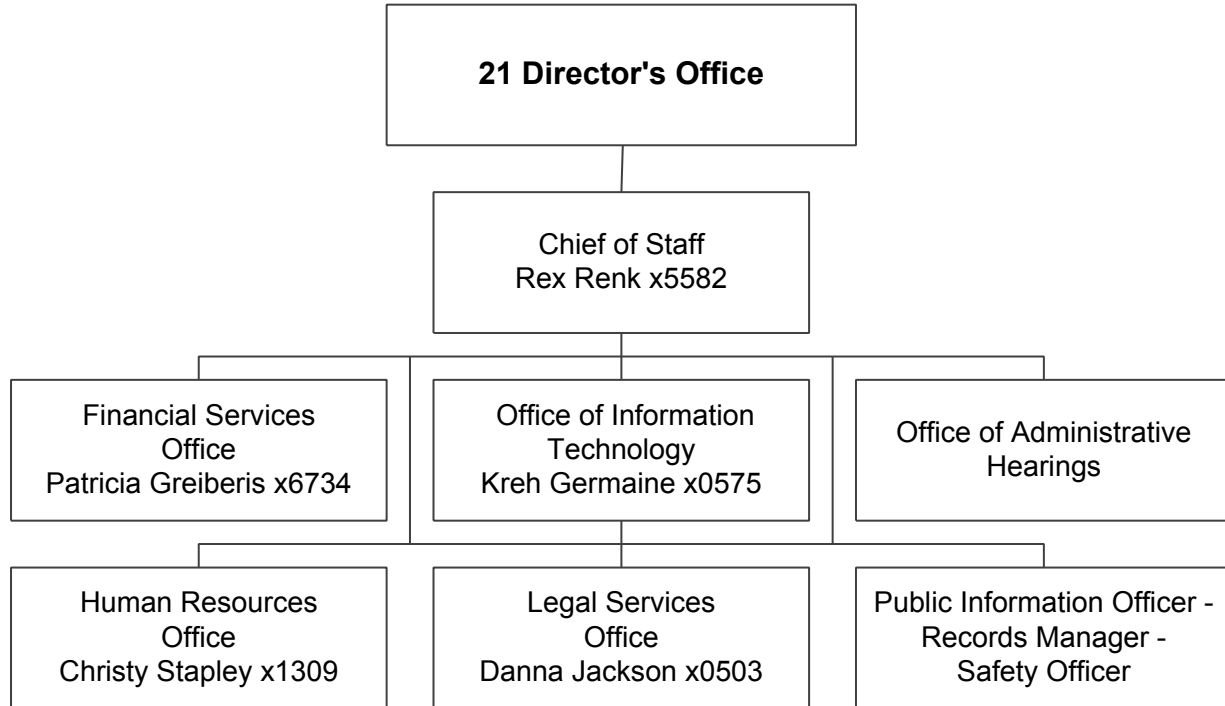 21 Director's Office
Chief of Staff
Rex Renk x5582
Financial Services
Office
Patricia Greiberis x6734
Office of Information
Technology
Kreh Germaine x0575
Office of Administrative
Hearings
Human Resources
Office
Christy Stapley x1309
Legal Services
Office
Danna Jackson x0503
Public Information Officer -
Records Manager -
Safety Officer